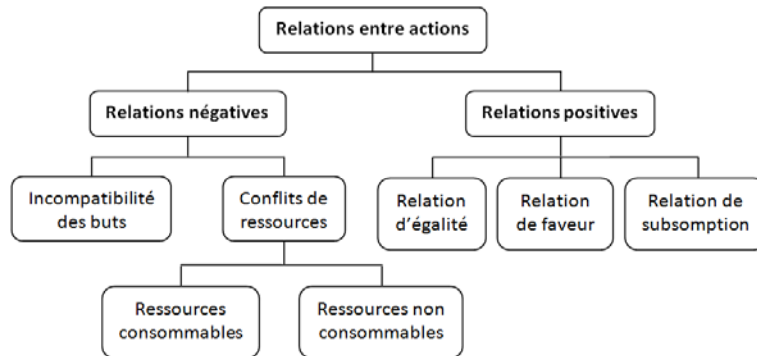 Relations entre actions
Relations négatives
Relations positives
Incompatibilité
des buts
Conflits de
ressources
Relation
d'égalité
Relation
de faveur
Relation de
subsomption
Ressources
consommables
Ressources non
consommables